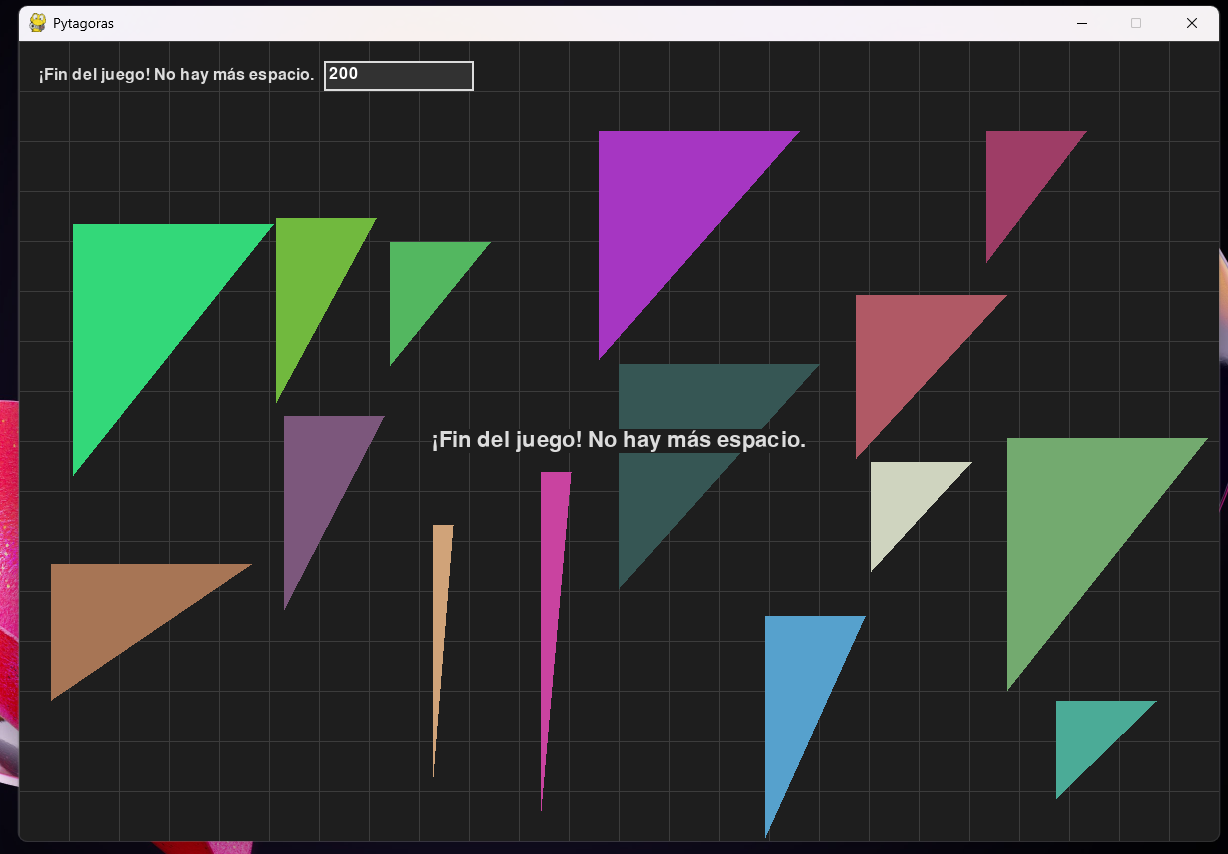 Pytagoras
¡Fin del juego! No hay más espacio. 200
¡Fin del juego! No hay más espacio.